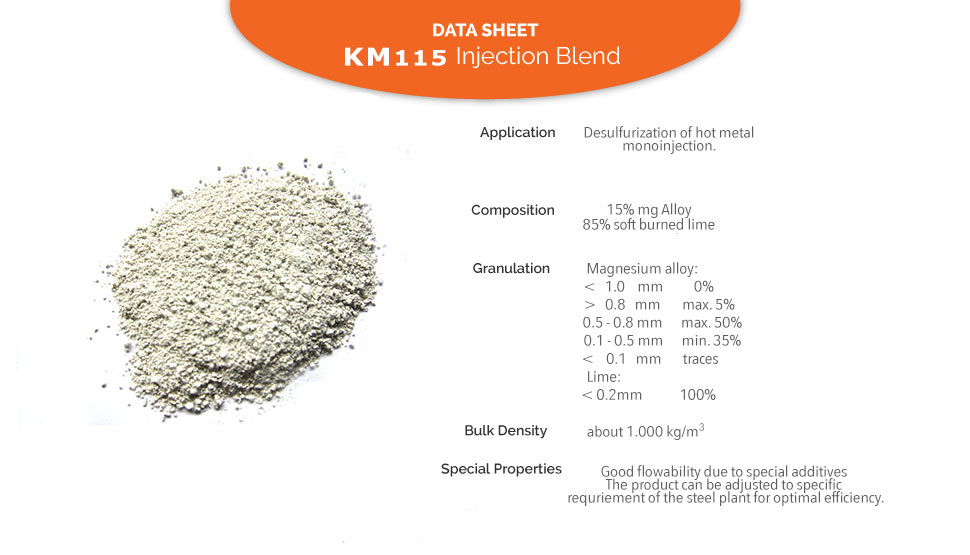 DATA SHEET
KM115 Injection Blend
Application Desulfurization of hot metal
monoinjection.
Composition 15% mg Alloy
85% soft burned lime
Granulation Magnesium alloy:
< 1.0 mm 0%
> 0.8 mm max. 5%
0.5 - 0.8 mm max. 50%
0.1 - 0.5 mm min. 35%
< 0.1 mm traces
Lime:
< 0.2mm 100%
Bulk Density about 1.000 kg/m³
Special Properties Good flowability due to special additives
The product can be adjusted to specific
requriement of the steel plant for optimal efficiency.